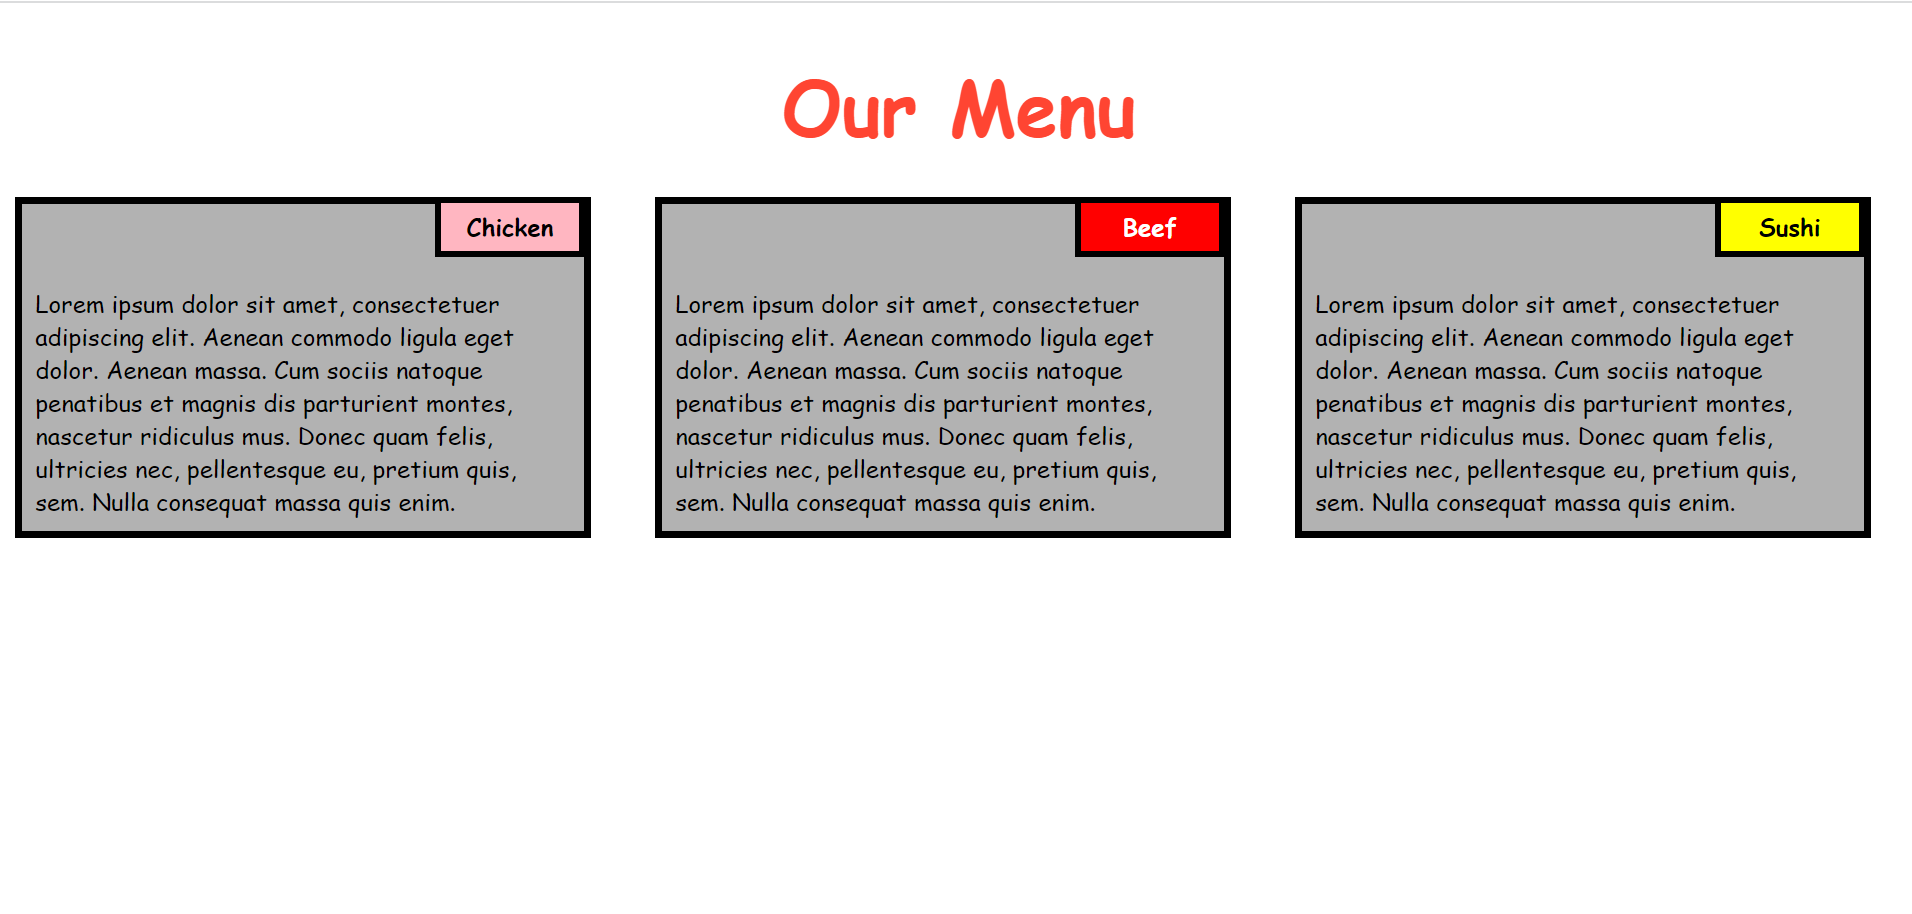 Our Menu
Chicken
Lorem ipsum dolor sit amet, consectetuer
adipiscing elit. Aenean commodo ligula eget
dolor. Aenean massa. Cum sociis natoque
penatibus et magnis dis parturient montes,
nascetur ridiculus mus. Donec quam felis,
ultricies nec, pellentesque eu, pretium quis,
sem. Nulla consequat massa quis enim.
Beef
Lorem ipsum dolor sit amet, consectetuer
adipiscing elit. Aenean commodo ligula eget
dolor. Aenean massa. Cum sociis natoque
penatibus et magnis dis parturient montes,
nascetur ridiculus mus. Donec quam felis,
ultricies nec, pellentesque eu, pretium quis,
sem. Nulla consequat massa quis enim.
Sushi
Lorem ipsum dolor sit amet, consectetuer
adipiscing elit. Aenean commodo ligula eget
dolor. Aenean massa. Cum sociis natoque
penatibus et magnis dis parturient montes,
nascetur ridiculus mus. Donec quam felis,
ultricies nec, pellentesque eu, pretium quis,
sem. Nulla consequat massa quis enim.